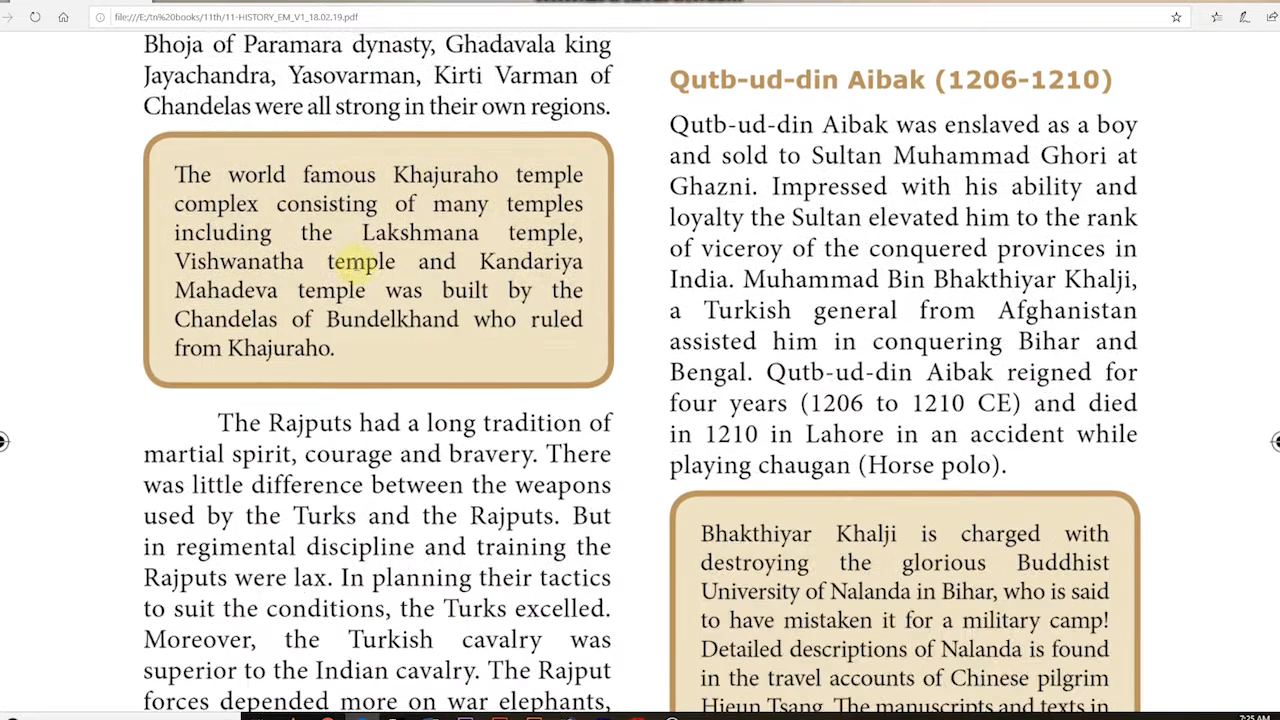 file:///E:/tn%20books/11th/11-HISTORY_EM_V1_18.02.19.pdf
Bhoja of Paramara dynasty, Ghadavala king
Jayachandra, Yasovarman, Kirti Varman of
Chandelas were all strong in their own regions.
The world famous Khajuraho temple
complex consisting of many temples
including the Lakshmana temple,
Vishwanatha temple and Kandariya
Mahadeva temple was built by the
Chandelas of Bundelkhand who ruled
from Khajuraho.
The Rajputs had a long tradition of
martial spirit, courage and bravery. There
was little difference between the weapons
used by the Turks and the Rajputs. But
in regimental discipline and training the
Rajputs were lax. In planning their tactics
to suit the conditions, the Turks excelled.
Moreover, the Turkish cavalry was
superior to the Indian cavalry. The Rajput
forces depended more on war elephants,
Qutb-ud-din Aibak (1206-1210)
Qutb-ud-din Aibak was enslaved as a boy
and sold to Sultan Muhammad Ghori at
Ghazni. Impressed with his ability and
loyalty the Sultan elevated him to the rank
of viceroy of the conquered provinces in
India. Muhammad Bin Bhakthiyar Khalji,
a Turkish general from Afghanistan
assisted him in conquering Bihar and
Bengal. Qutb-ud-din Aibak reigned for
four years (1206 to 1210 CE) and died
in 1210 in Lahore in an accident while
playing chaugan (Horse polo).
Bhakthiyar Khalji is charged with
destroying the glorious Buddhist
University of Nalanda in Bihar, who is said
to have mistaken it for a military camp!
Detailed descriptions of Nalanda is found
in the travel accounts of Chinese pilgrim
Hieun Tsang. The manuscripts and texts in
7:25 AM